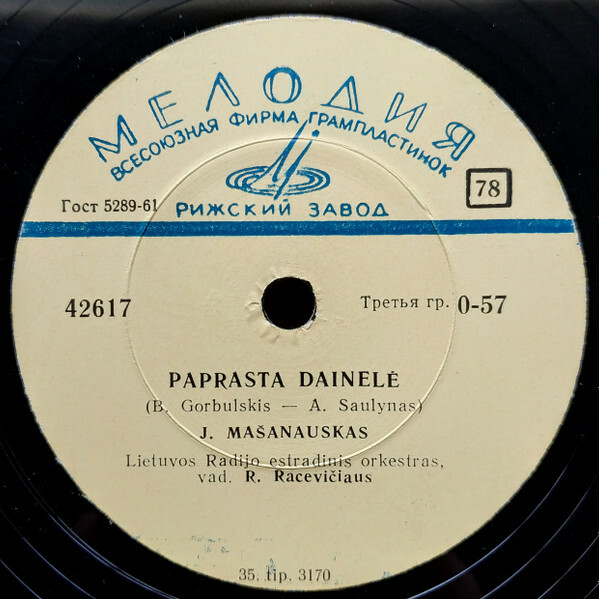 МЕЛОДИЯ
ВСЕСОЮЗНАЯ ФИРМА ГРАМПЛАСТИНОК
Гост 5289-61
РИЖСКИЙ ЗАВОД
78
42617
Третья гр. 0-57
PAPRASTA DAINELĖ
(B. Gorbulskis — A. Saulynas)
J. MAŠANAUSKAS
Lietuvos Radijo estradinis orkestras,
vad. R. Racevičiaus
35. tip. 3170